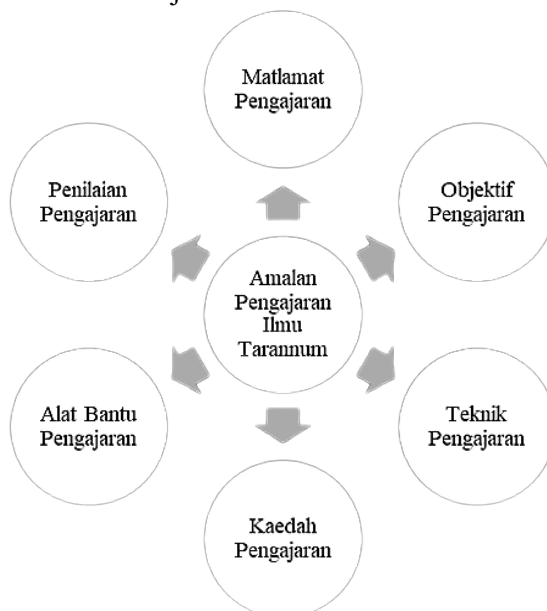 Matlamat
Pengajaran
Penilaian
Pengajaran
Objektif
Pengajaran
Amalan
Pengajaran
Ilmu
Tarannum
Alat Bantu
Pengajaran
Teknik
Pengajaran
Kaedah
Pengajaran